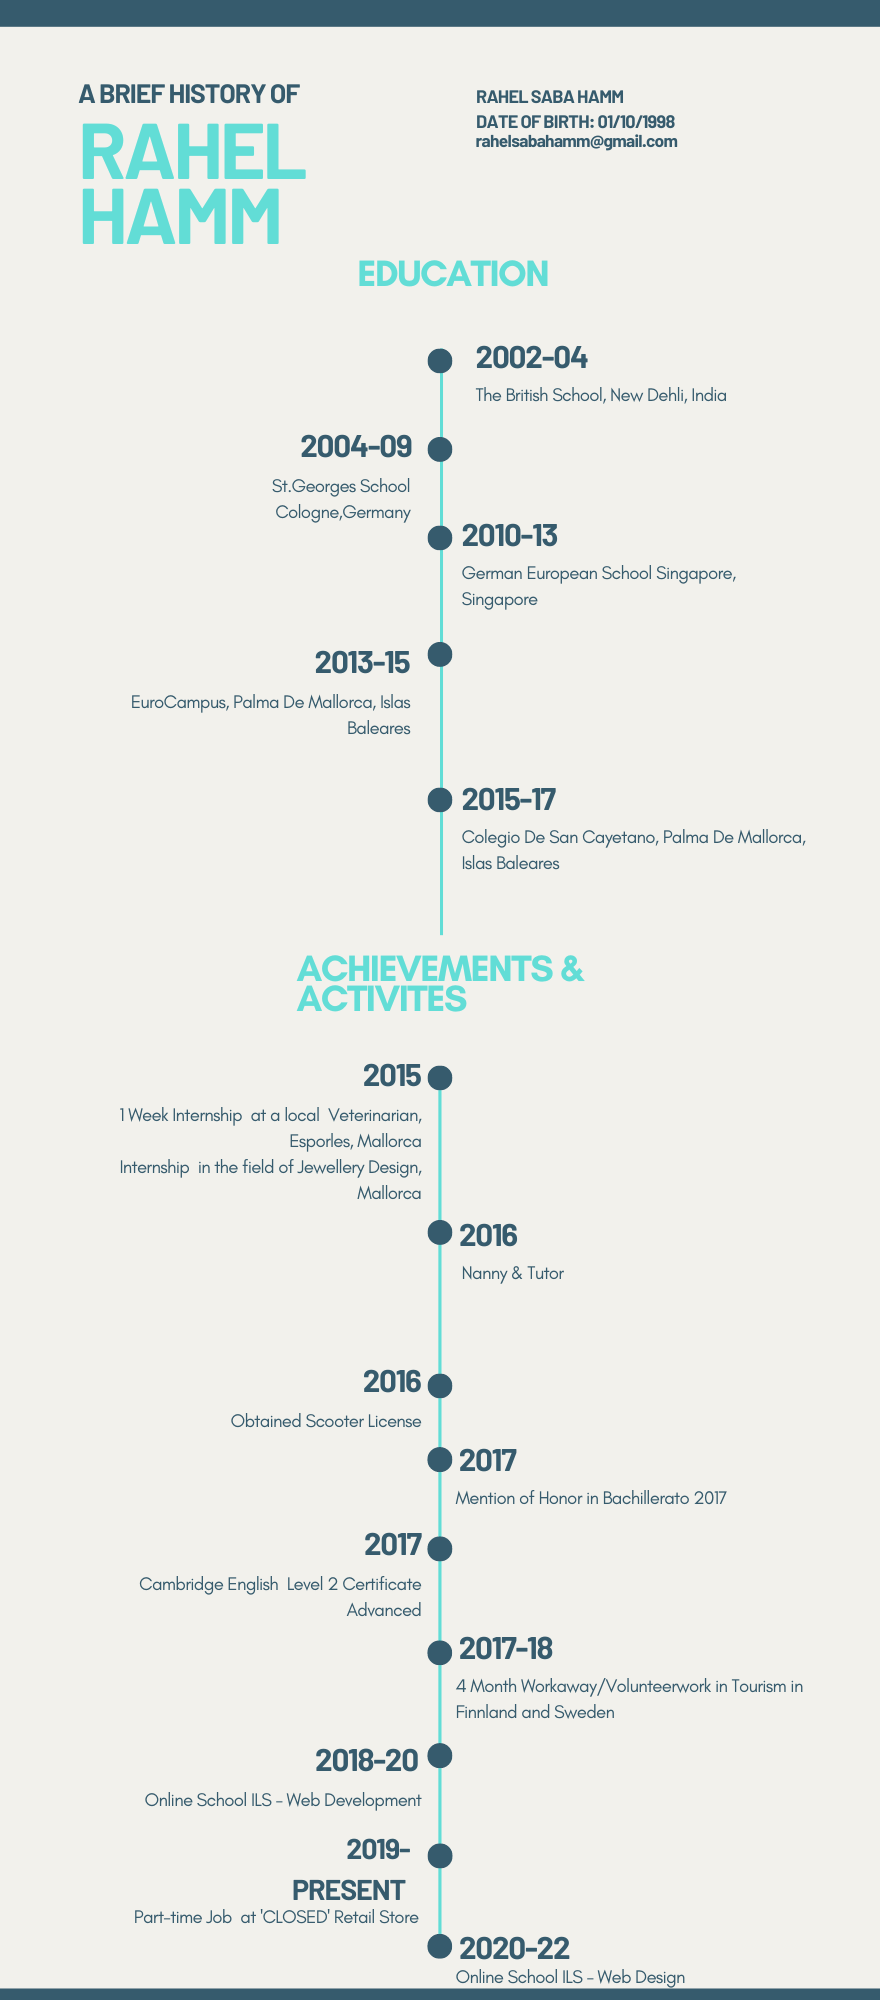 A BRIEF HISTORY OF
RAHEL
HAMM
RAHEL SABA HAMM
DATE OF BIRTH: 01/10/1998
rahelsabahamm@gmail.com
EDUCATION
2002-04
The British School, New Dehli, India
2004-09
St.Georges School
Cologne,Germany
2010-13
German European School Singapore,
Singapore
2013-15
EuroCampus, Palma De Mallorca, Islas
Baleares
2015-17
Colegio De San Cayetano, Palma De Mallorca,
Islas Baleares
ACHIEVEMENTS &
ACTIVITES
2015
1 Week Internship at a local Veterinarian,
Esporles, Mallorca
Internship in the field of Jewellery Design,
Mallorca
2016
Nanny & Tutor
2016
Obtained Scooter License
2017
Mention of Honor in Bachillerato 2017
2017
Cambridge English Level 2 Certificate
Advanced
2017-18
4 Month Workaway/Volunteerwork in Tourism in
Finnland and Sweden
2018-20
Online School ILS - Web Development
2019-
PRESENT
Part-time Job at 'CLOSED' Retail Store
2020-22
Online School ILS - Web Design